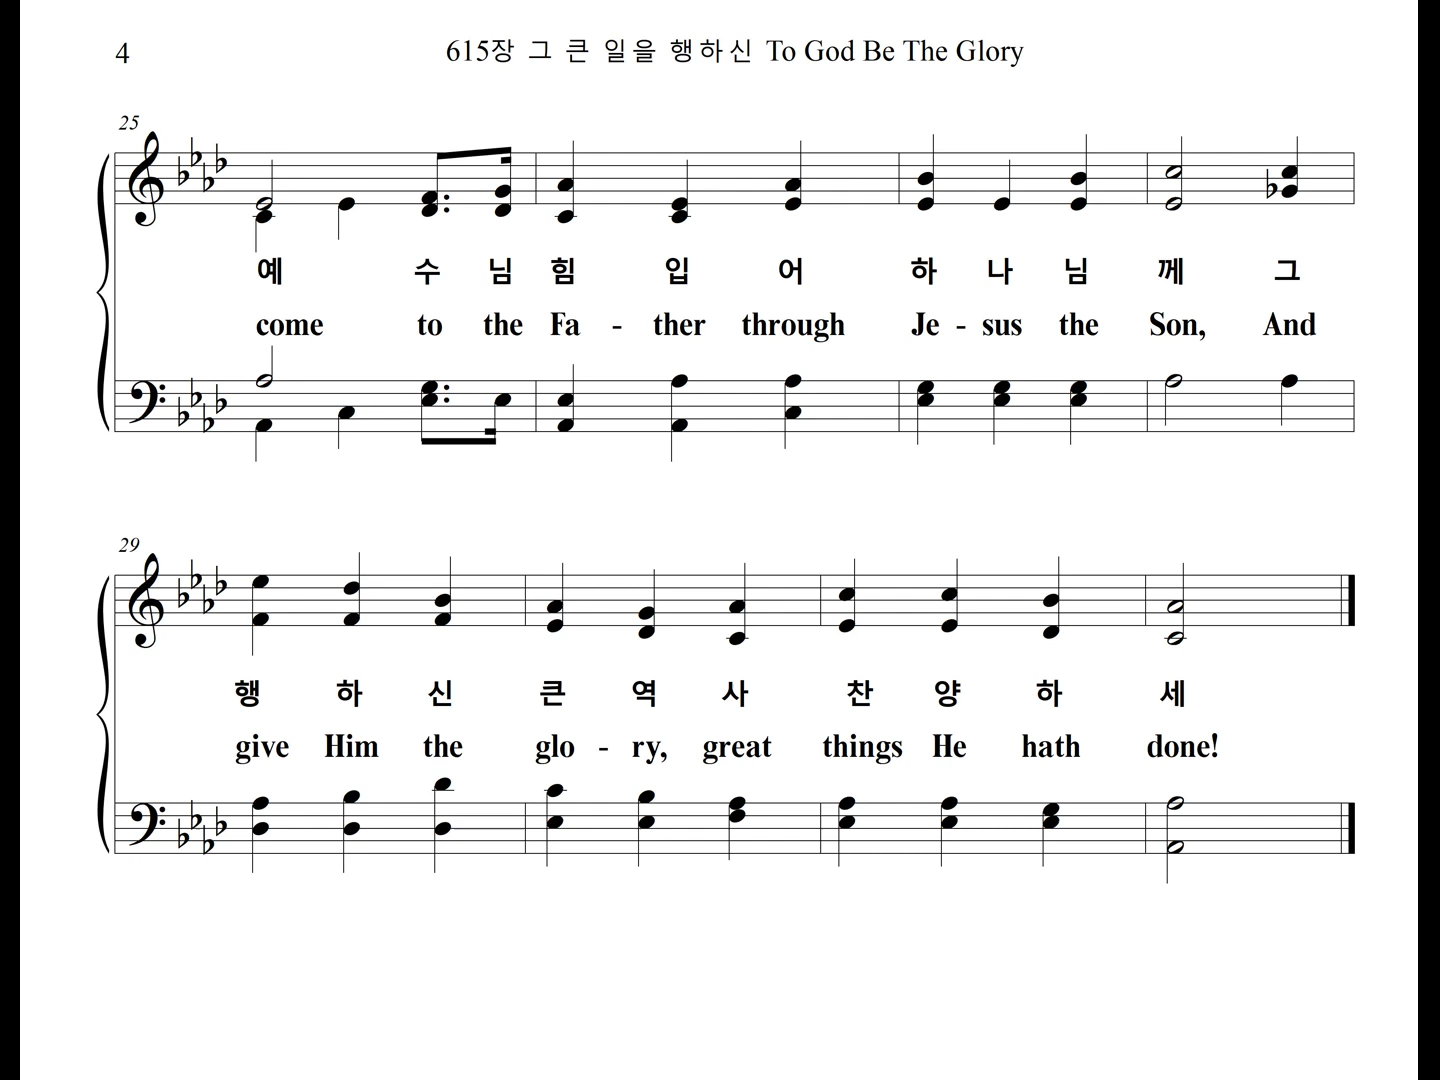 4
615장 그 큰 일을 행하신 To God Be The Glory
25
예 수 님 힘 입 어 하 나 님 께 그
come to the Fa - ther through Je - sus the Son, And
29
행 하 신 큰 역 사 찬 양 하 세
give Him the glo - ry, great things He hath done!